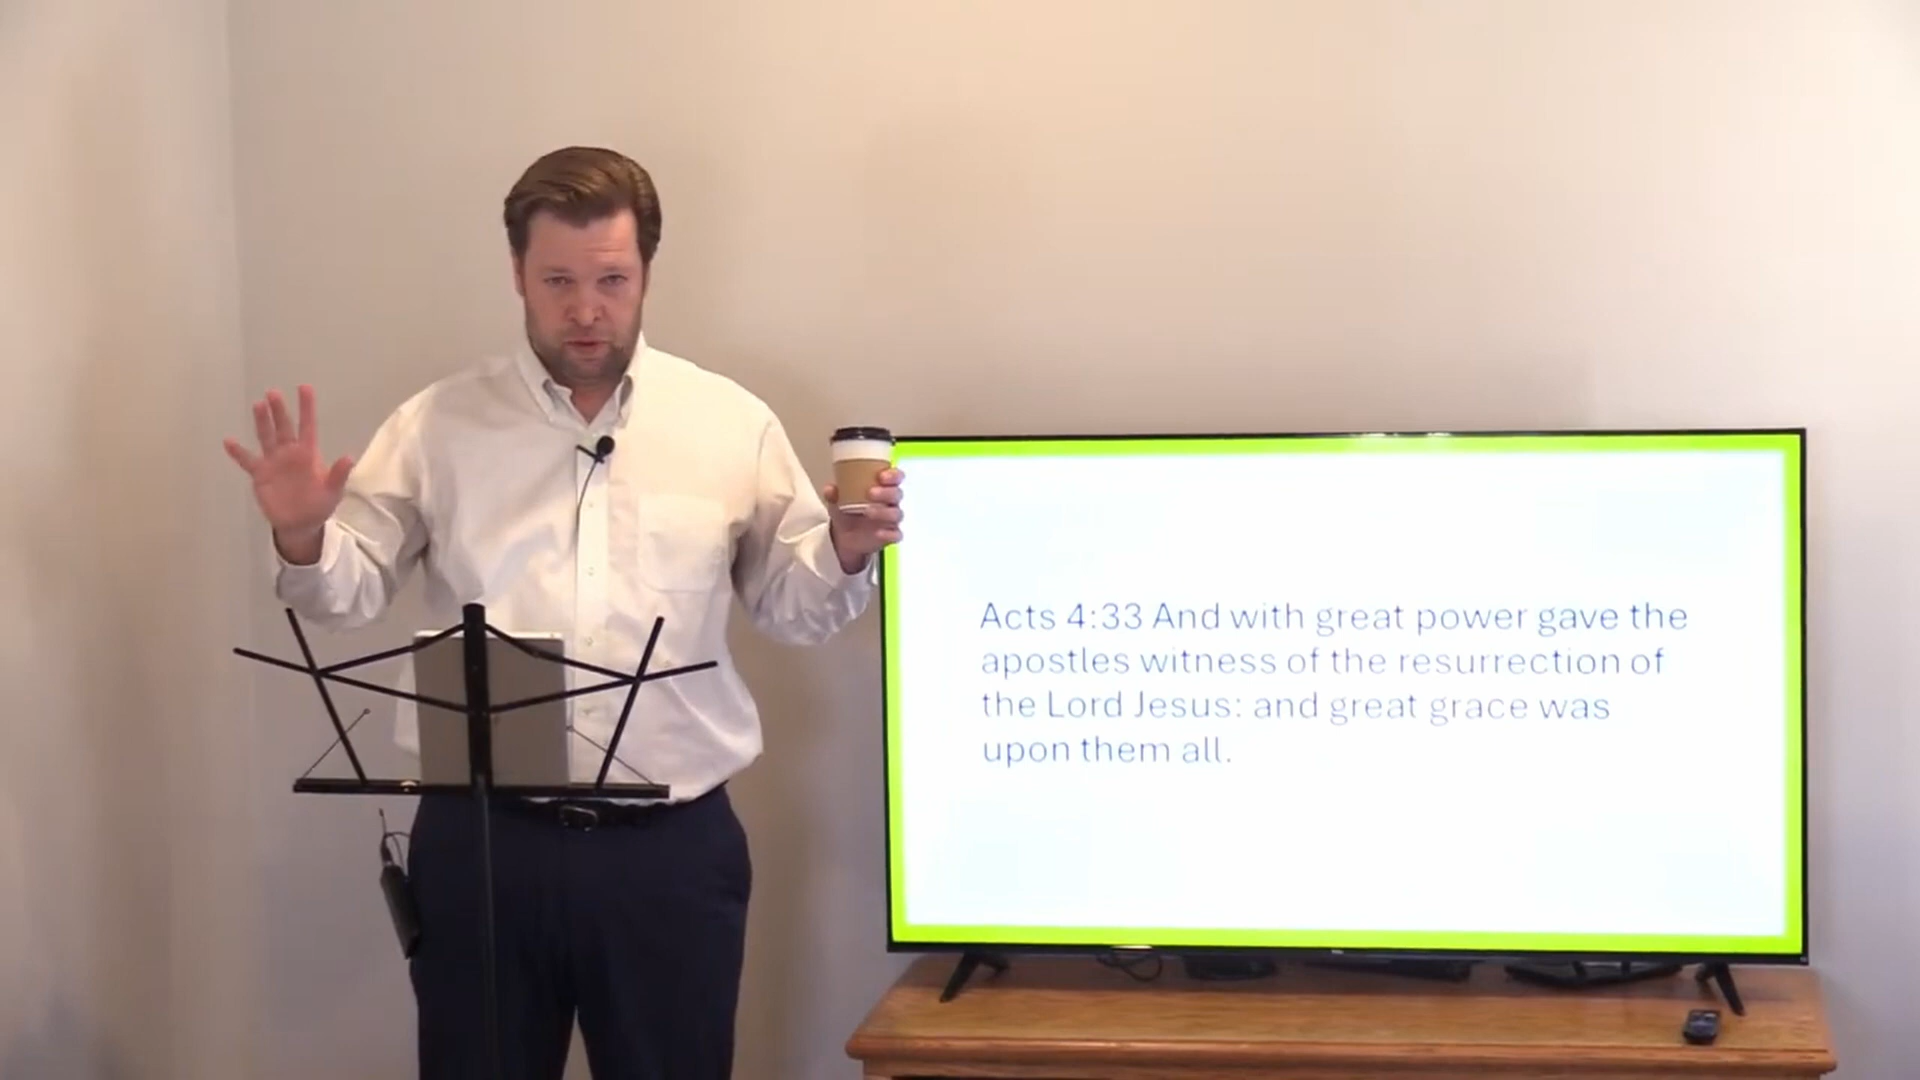 Acts 4:33 And with great power gave the
apostles witness of the resurrection of
the Lord Jesus: and great grace was
upon them all.